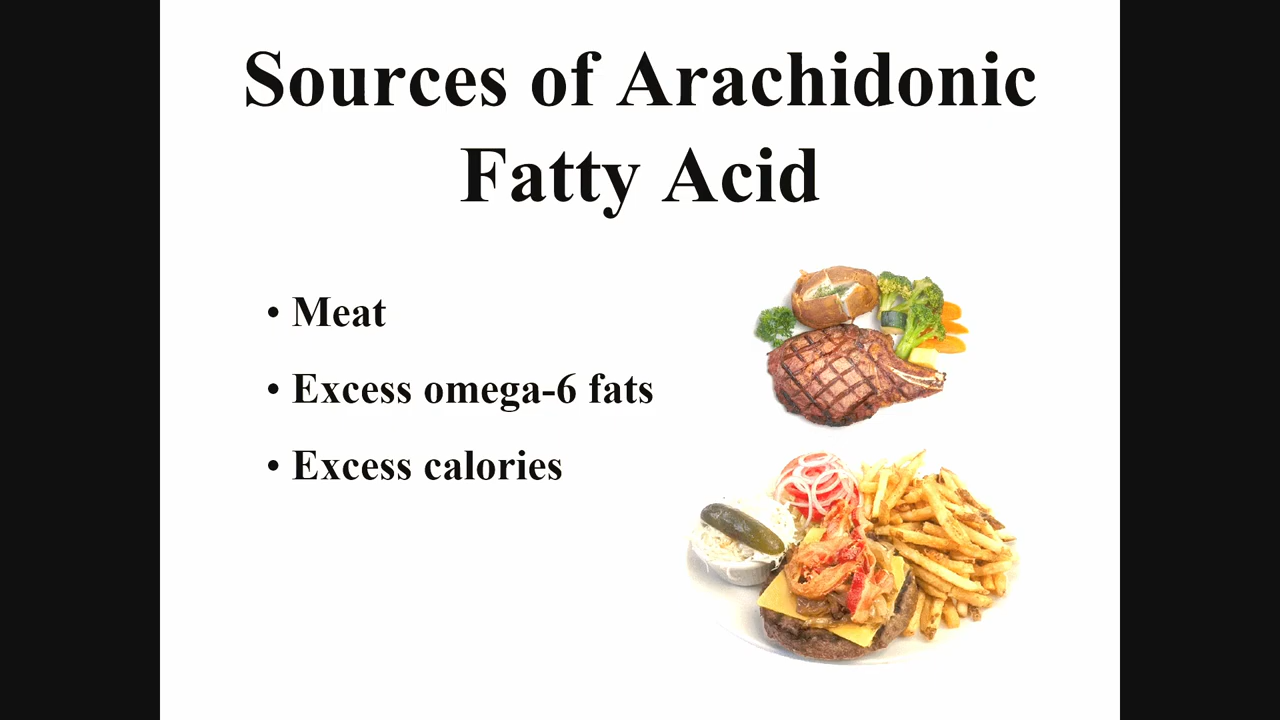 Sources of Arachidonic
Fatty Acid
• Meat
• Excess omega-6 fats
• Excess calories